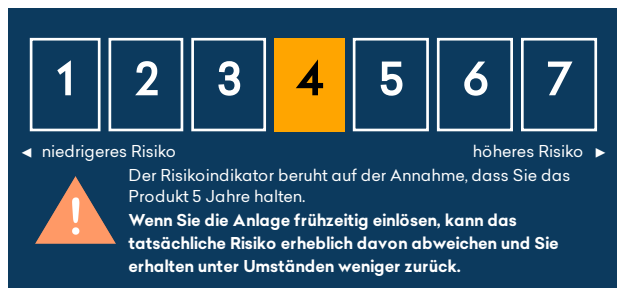 1 2 3 4 5 6 7
◄ niedrigeres Risiko höheres Risiko ►
Der Risikoindikator beruht auf der Annahme, dass Sie das
Produkt 5 Jahre halten.
Wenn Sie die Anlage frühzeitig einlösen, kann das
tatsächliche Risiko erheblich davon abweichen und Sie
erhalten unter Umständen weniger zurück.